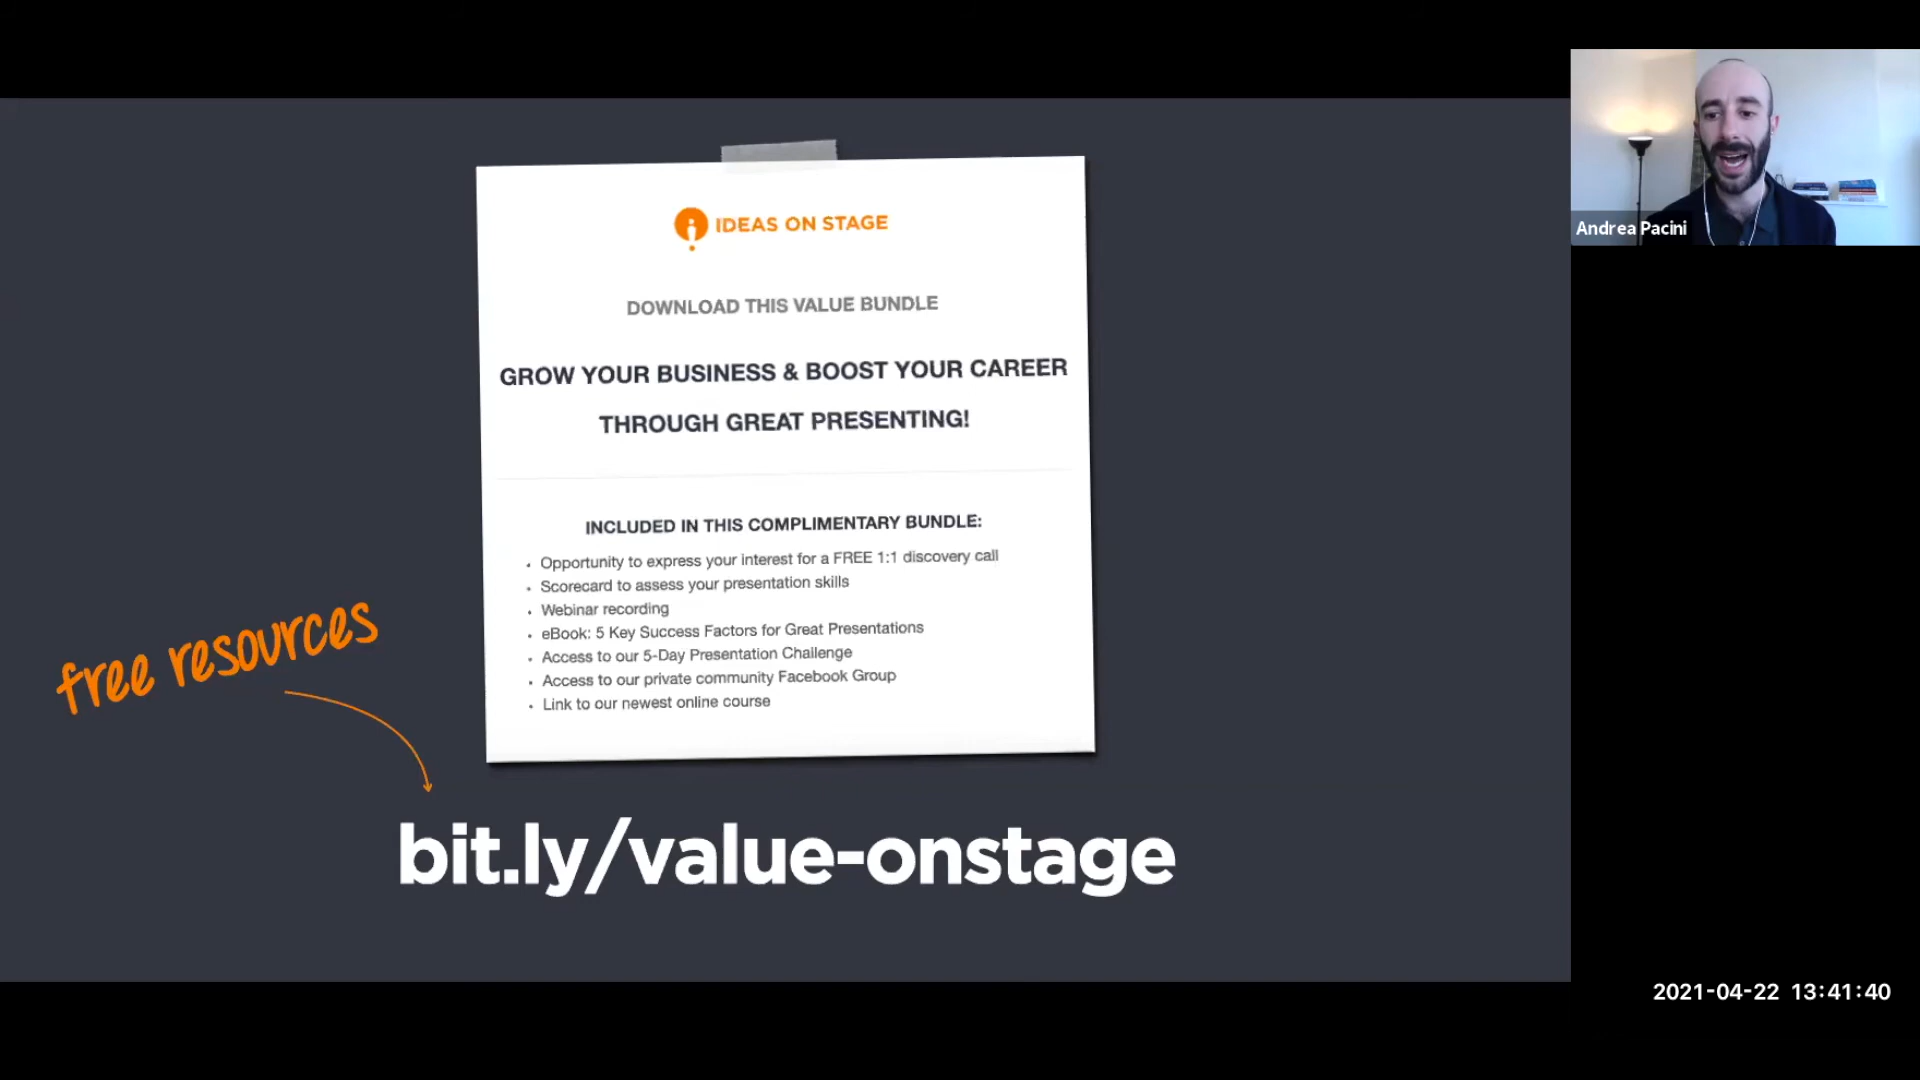 IDEAS ON STAGE
DOWNLOAD THIS VALUE BUNDLE
GROW YOUR BUSINESS & BOOST YOUR CAREER
THROUGH GREAT PRESENTING!
INCLUDED IN THIS COMPLIMENTARY BUNDLE:
• Opportunity to express your interest for a FREE 1:1 discovery call
• Scorecard to assess your presentation skills
• Webinar recording
• eBook: 5 Key Success Factors for Great Presentations
• Access to our 5-Day Presentation Challenge
• Access to our private community Facebook Group
• Link to our newest online course
free resources
bit.ly/value-onstage
Andrea Pacini
2021-04-22 13:41:40